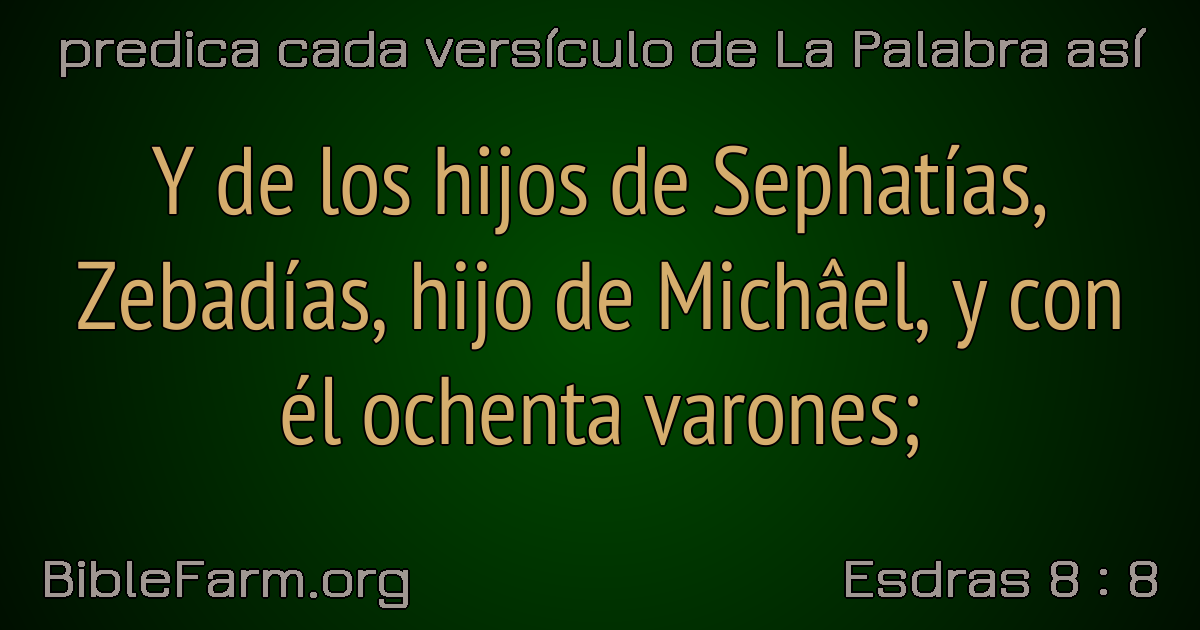 predica cada versículo de La Palabra así
Y de los hijos de Sephatías,
Zebadías, hijo de Michâel, y con
él ochenta varones;
BibleFarm.org
Esdras 8 : 8